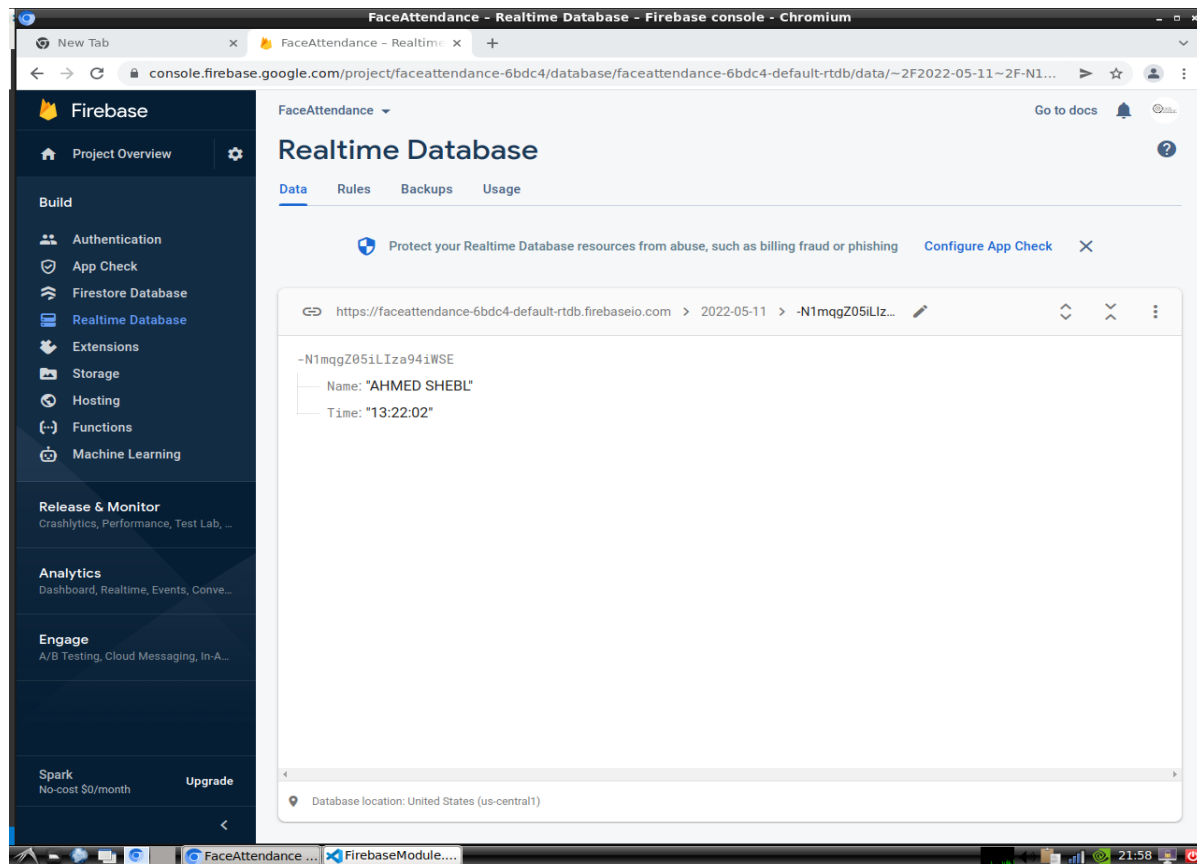 FaceAttendance – Realtime Database – Firebase console – Chromium
New Tab
FaceAttendance – Realtime
console.firebase.google.com/project/faceattendance-6bdc4/database/faceattendance-6bdc4-default-rtdb/data/~2F2022-05-11~2F-N1...
Firebase
FaceAttendance
Go to docs
Project Overview
Realtime Database
Data Rules Backups Usage
Build
Authentication
App Check
Firestore Database
Realtime Database
Extensions
Storage
Hosting
Functions
Machine Learning
Release & Monitor
Crashlytics, Performance, Test Lab, ...
Analytics
Dashboard, Realtime, Events, Conve...
Engage
A/B Testing, Cloud Messaging, In-A...
Spark
No-cost $0/month
Upgrade
Protect your Realtime Database resources from abuse, such as billing fraud or phishing Configure App Check
https://faceattendance-6bdc4-default-rtdb.firebaseio.com > 2022-05-11 > -N1mqgZ05iLIz...
-N1mqgZ05iLIza94iWSE
Name: "AHMED SHEBL"
Time: "13:22:02"
Database location: United States (us-central1)
FaceAttendance ...
FirebaseModule....
21:58